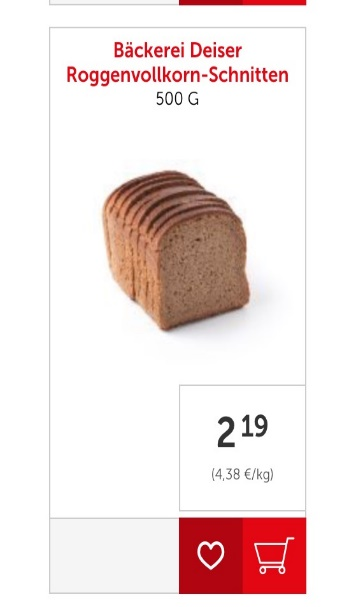 Bäckerei Deiser
Roggenvollkorn-Schnitten
500 G
2 19
(4,38 €/kg)